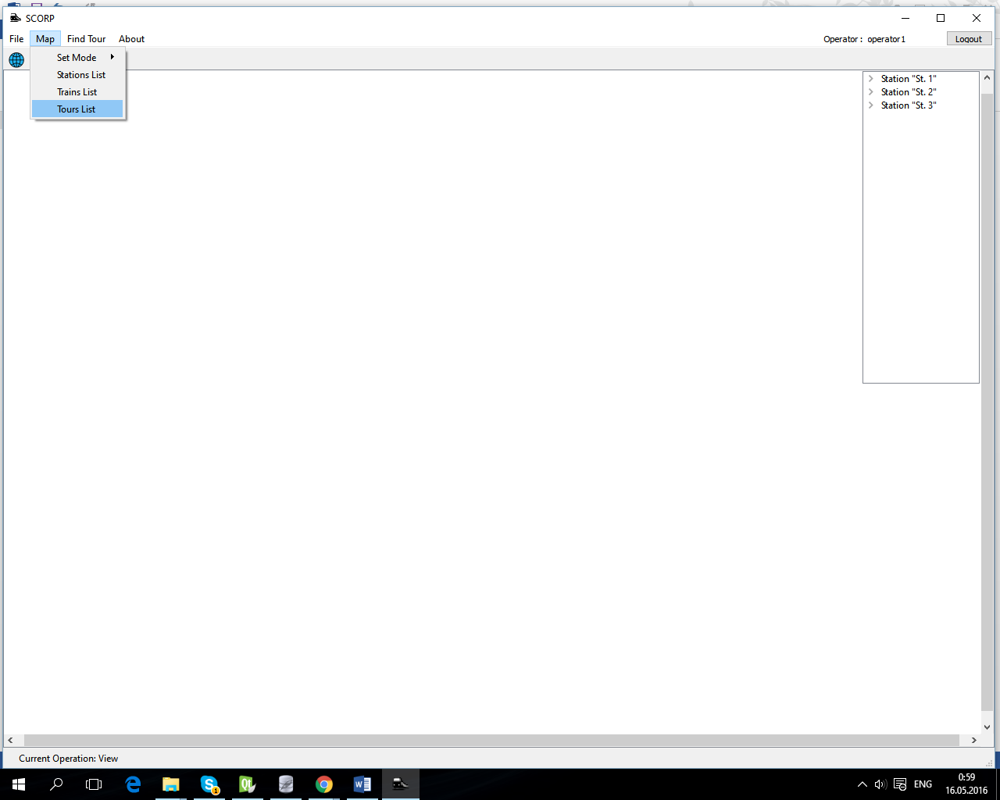 SCORP
File Map Find Tour About
Operator : operator1 Logout
Set Mode
Stations List
Trains List
Tours List
Station "St. 1"
Station "St. 2"
Station "St. 3"
Current Operation: View
ENG
0:59
16.05.2016